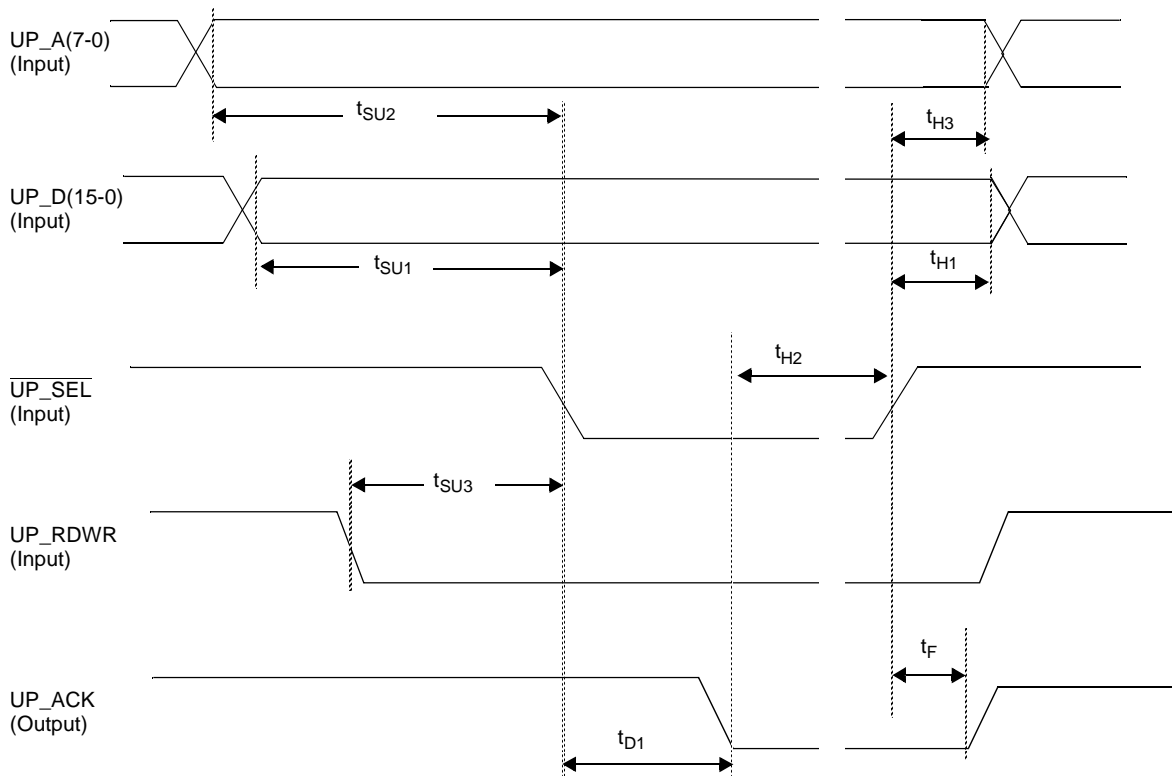 UP_A(7-0)
(Input)
tSU2
tH3
UP_D(15-0)
(Input)
tSU1
tH1
UP_SEL
(Input)
tH2
tSU3
UP_RDWR
(Input)
tF
UP_ACK
(Output)
tD1